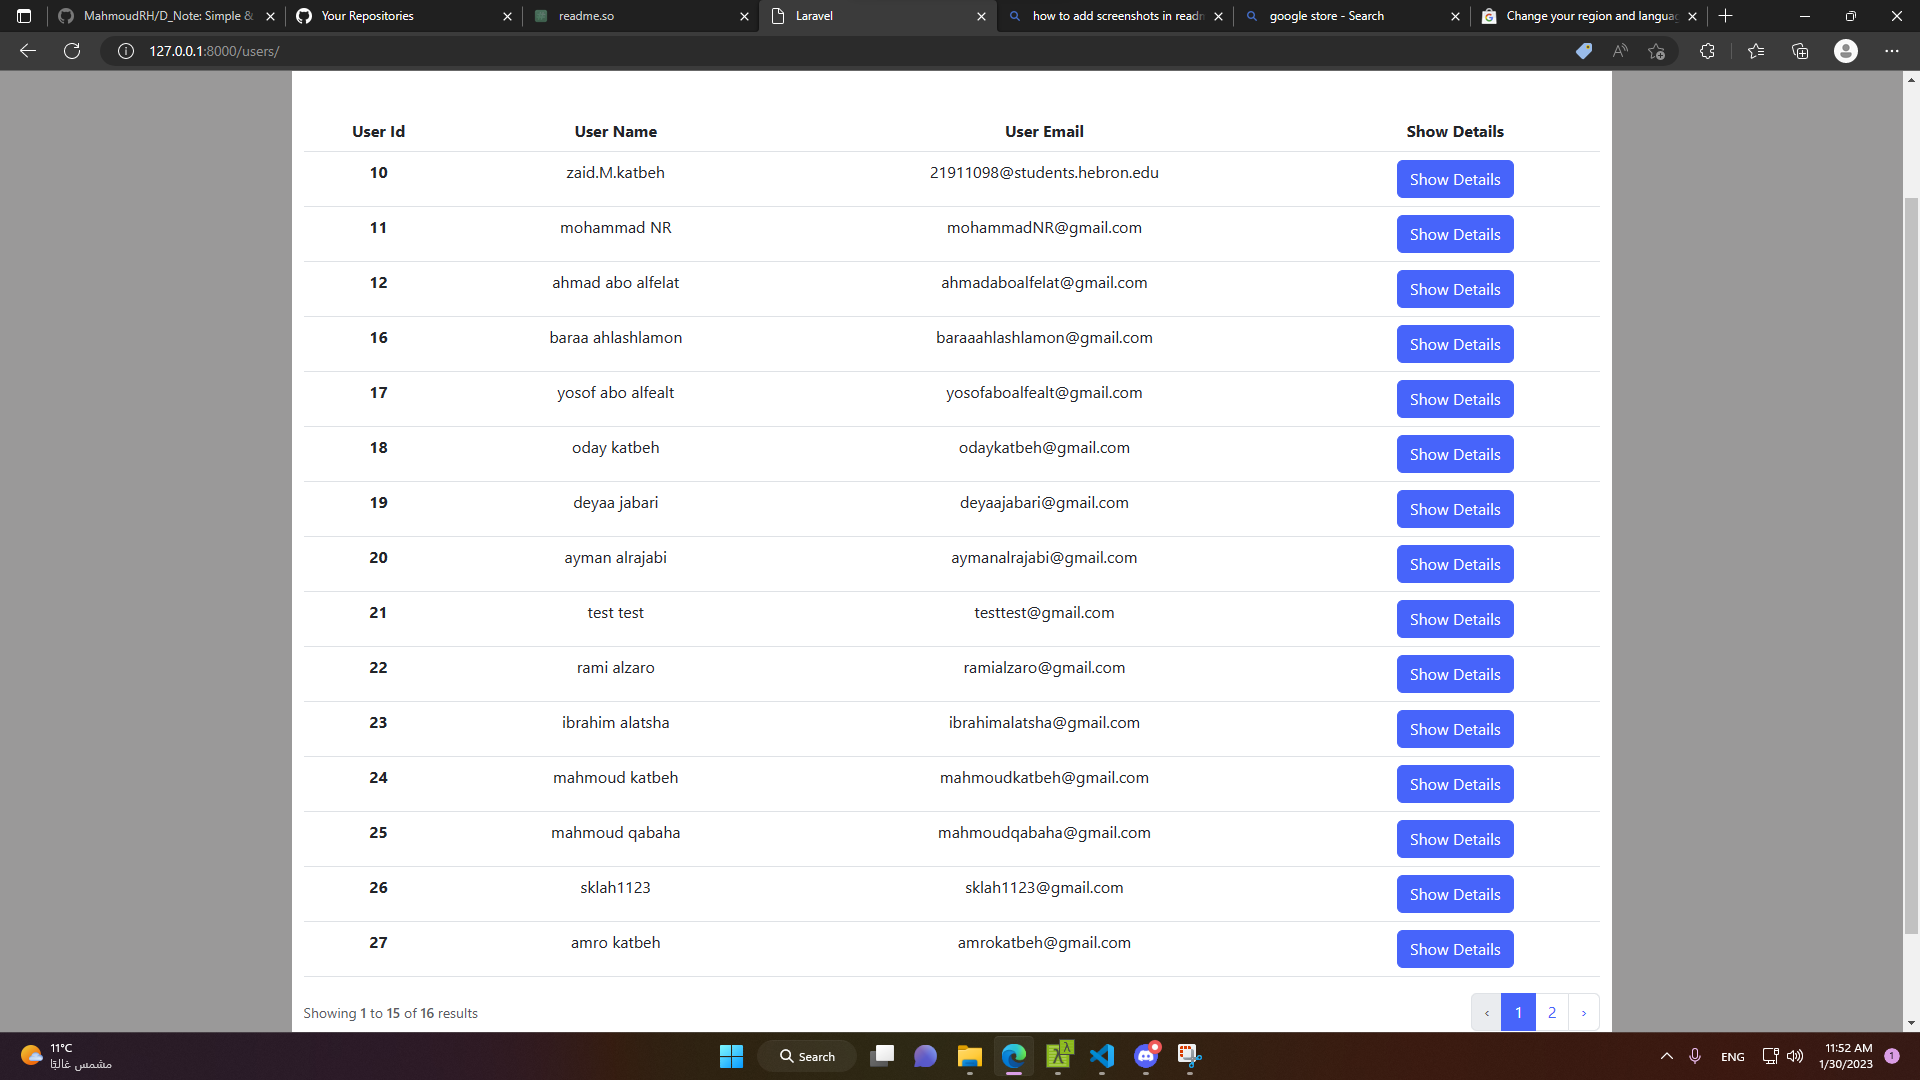 MahmoudRH/D_Note: Simple &
Your Repositories
readme.so
Laravel
how to add screenshots in readm
google store - Search
Change your region and languag
127.0.0.1:8000/users/
User Id User Name User Email Show Details
10 zaid.M.katbeh 21911098@students.hebron.edu Show Details
11 mohammad NR mohammadNR@gmail.com Show Details
12 ahmad abo alfelat ahmadaboalfelat@gmail.com Show Details
16 baraa ahlashlamon baraaahlashlamon@gmail.com Show Details
17 yosof abo alfealt yosofaboalfealt@gmail.com Show Details
18 oday katbeh odaykatbeh@gmail.com Show Details
19 deyaa jabari deyaajabari@gmail.com Show Details
20 ayman alrajabi aymanalrajabi@gmail.com Show Details
21 test test testtest@gmail.com Show Details
22 rami alzaro ramialzaro@gmail.com Show Details
23 ibrahim alatsha ibrahimalatsha@gmail.com Show Details
24 mahmoud katbeh mahmoudkatbeh@gmail.com Show Details
25 mahmoud qabaha mahmoudqabaha@gmail.com Show Details
26 sklah1123 sklah1123@gmail.com Show Details
27 amro katbeh amrokatbeh@gmail.com Show Details
Showing 1 to 15 of 16 results
‹ 1 2 ›
11°C
مشمس غالبًا
Search
ENG
11:52 AM
1/30/2023
1